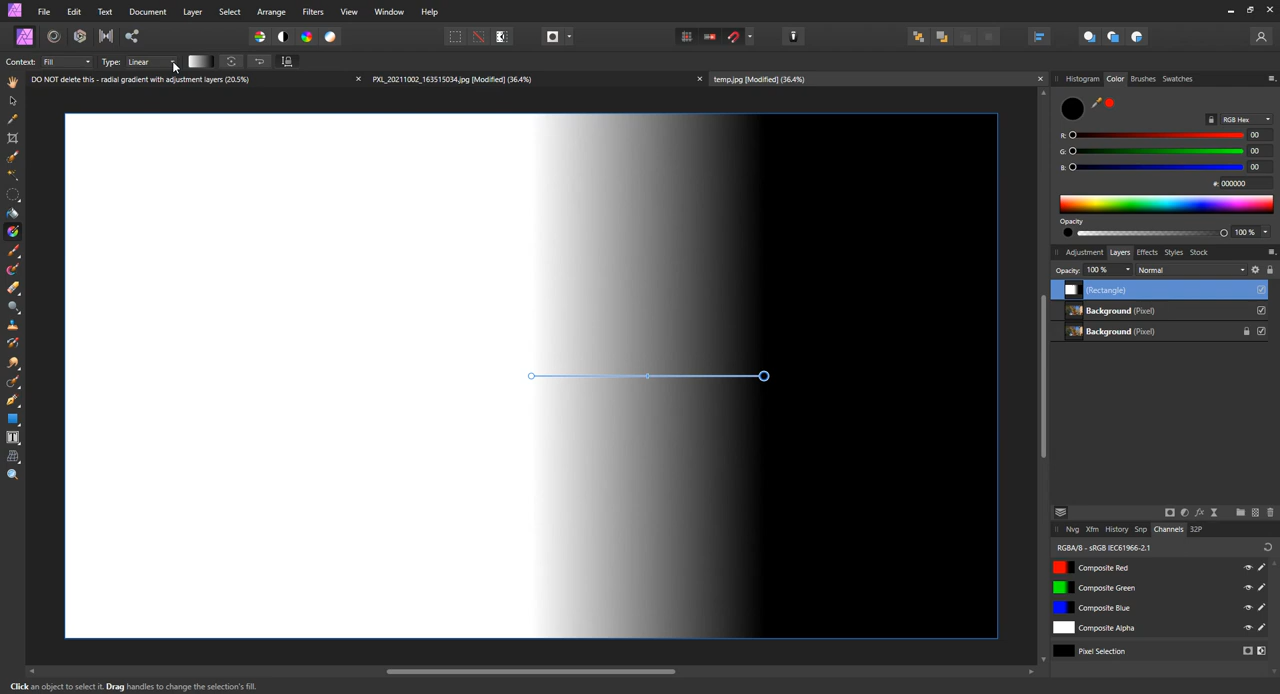 File Edit Text Document Layer Select Arrange Filters View Window Help
Context: Fill Type: Linear
DO NOT delete this - radial gradient with adjustment layers (20.5%) PXL_20211002_163515034.jpg [Modified] (36.4%) temp.jpg [Modified] (36.4%)
Histogram Color Brushes Swatches
RGB Hex
R: 00
G: 00
B: 00
#: 000000
Opacity
100 %
Adjustment Layers Effects Styles Stock
Opacity: 100 % Normal
(Rectangle)
Background (Pixel)
Background (Pixel)
Nvg Xfm History Snp Channels 32P
RGBA/8 - sRGB IEC61966-2.1
Composite Red
Composite Green
Composite Blue
Composite Alpha
Pixel Selection
Click an object to select it. Drag handles to change the selection's fill.